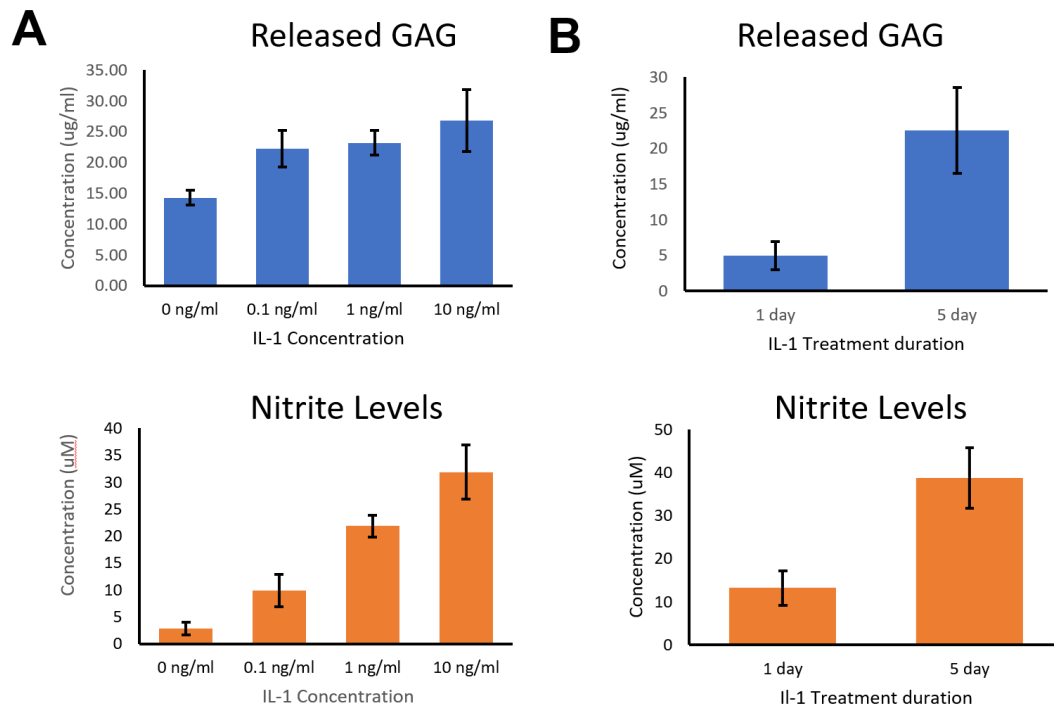 A
Released GAG
Concentration (ug/ml)
35.00
30.00
25.00
20.00
15.00
10.00
5.00
0.00
0 ng/ml 0.1 ng/ml 1 ng/ml 10 ng/ml
IL-1 Concentration
Nitrite Levels
Concentration (uM)
40
35
30
25
20
15
10
5
0
0 ng/ml 0.1 ng/ml 1 ng/ml 10 ng/ml
IL-1 Concentration
B
Released GAG
Concentration (ug/ml)
30
25
20
15
10
5
0
1 day 5 day
IL-1 Treatment duration
Nitrite Levels
Concentration (uM)
50
40
30
20
10
0
1 day 5 day
Il-1 Treatment duration